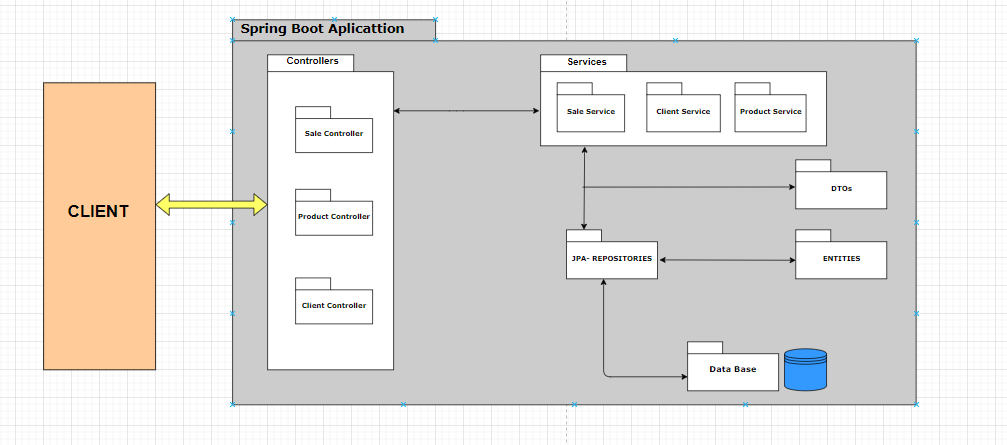 Spring Boot Aplicattion
Controllers
Services
Sale Service
Client Service
Product Service
Sale Controller
DTOs
CLIENT
Product Controller
JPA- REPOSITORIES
ENTITIES
Client Controller
Data Base